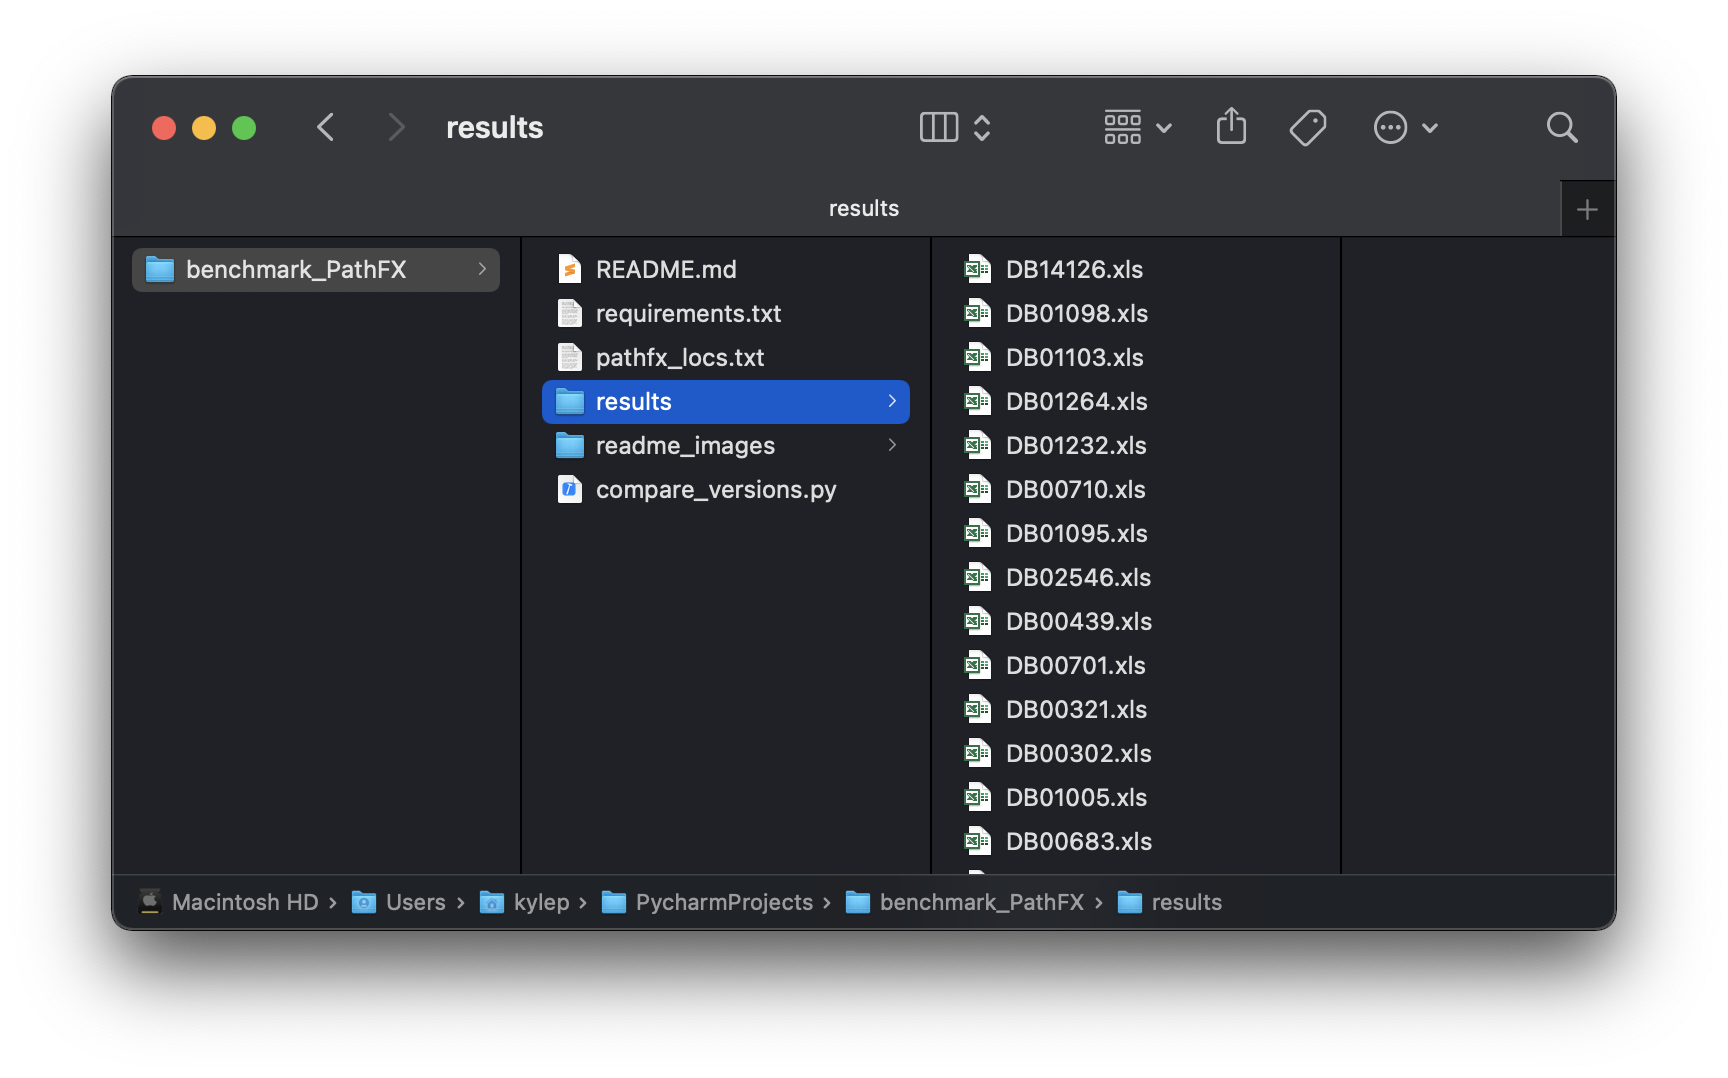 results
results
benchmark_PathFX
README.md
requirements.txt
pathfx_locs.txt
results
readme_images
compare_versions.py
DB14126.xls
DB01098.xls
DB01103.xls
DB01264.xls
DB01232.xls
DB00710.xls
DB01095.xls
DB02546.xls
DB00439.xls
DB00701.xls
DB00321.xls
DB00302.xls
DB01005.xls
DB00683.xls
Macintosh HD › Users › kylep › PycharmProjects › benchmark_PathFX › results